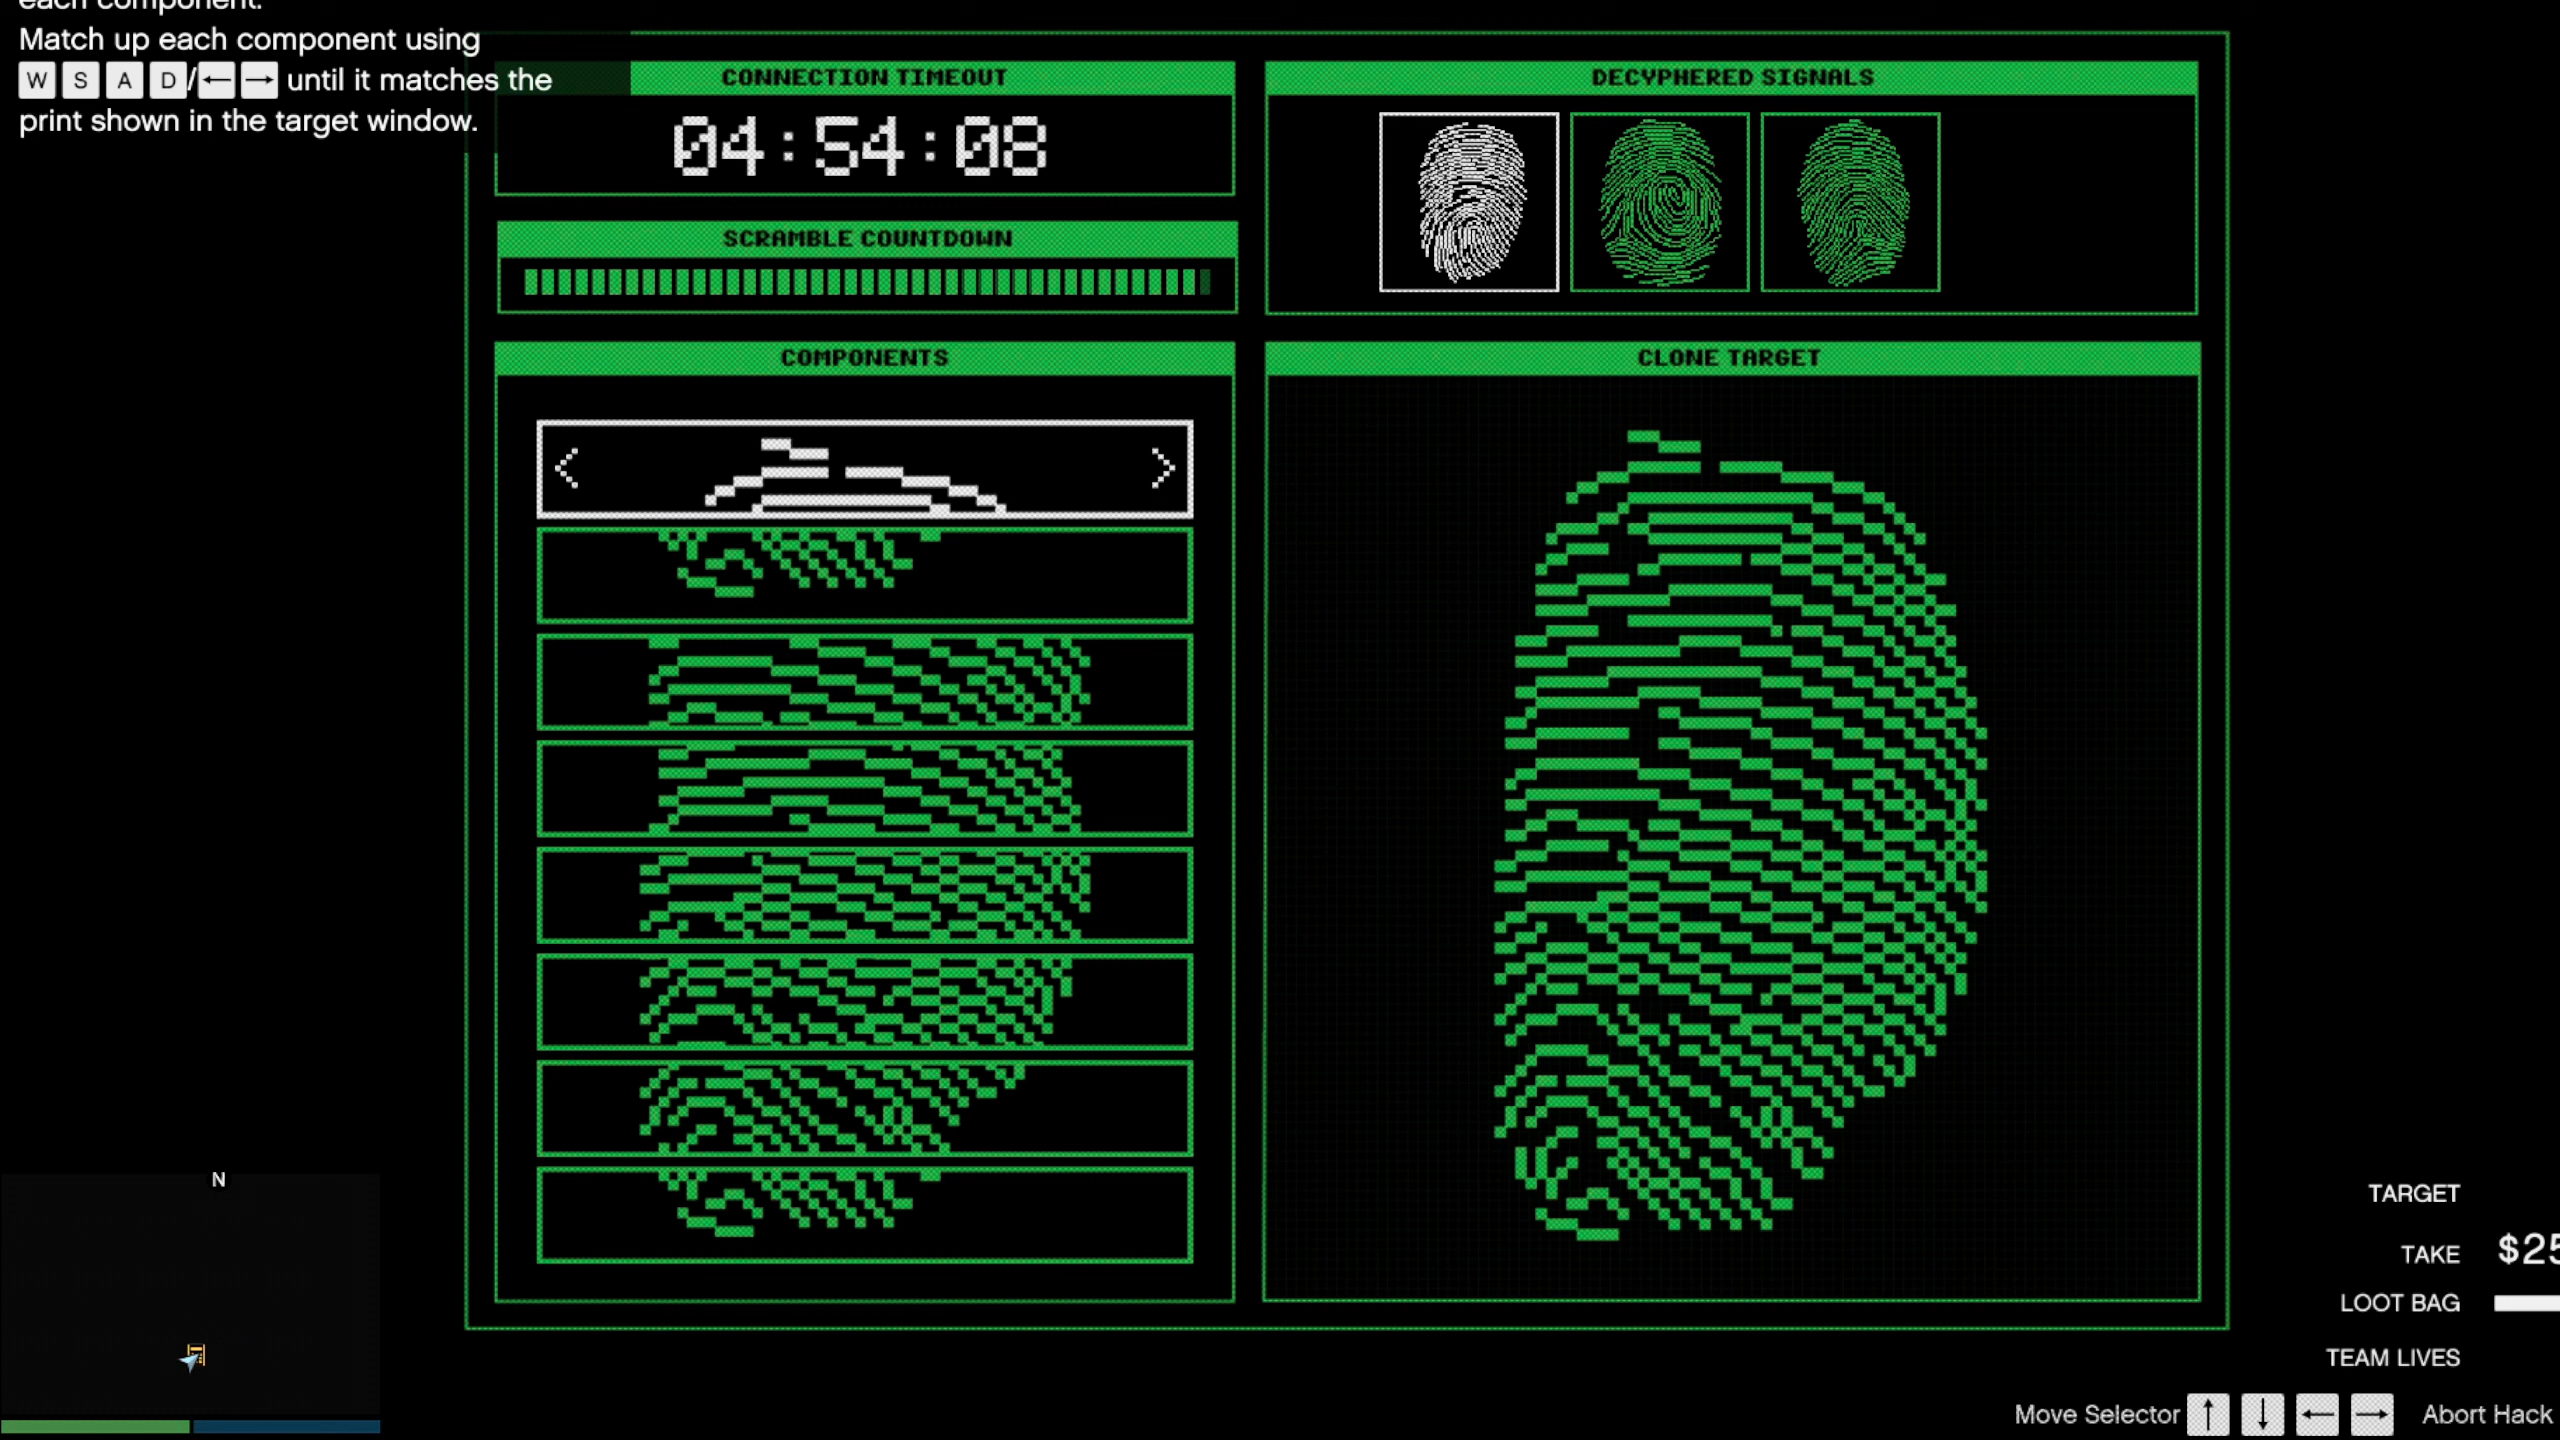 each component.
Match up each component using
W S A D/← → until it matches the
print shown in the target window.
CONNECTION TIMEOUT
04:54:08
DECYPHERED SIGNALS
SCRAMBLE COUNTDOWN
COMPONENTS
CLONE TARGET
< >
N
TARGET
TAKE $25
LOOT BAG
TEAM LIVES
Move Selector ↑ ↓ ← → Abort Hack